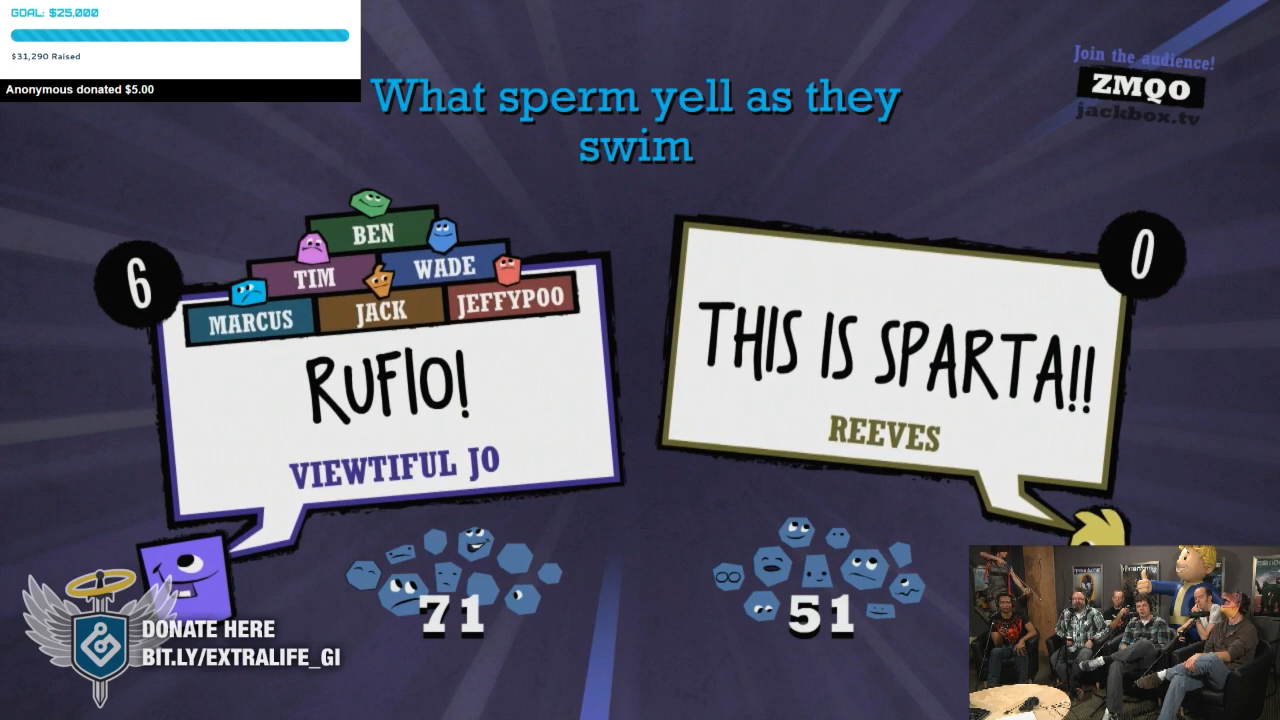 GOAL: $25,000
$31,290 Raised
Anonymous donated $5.00
What sperm yell as they
swim
Join the audience!
ZMQO
jackbox.tv
6
BEN
TIM
WADE
MARCUS
JACK
JEFFYPOO
RUFIO!
VIEWTIFUL JO
0
THIS IS SPARTA!!
REEVES
71
51
DONATE HERE
BIT.LY/EXTRALIFE_GI